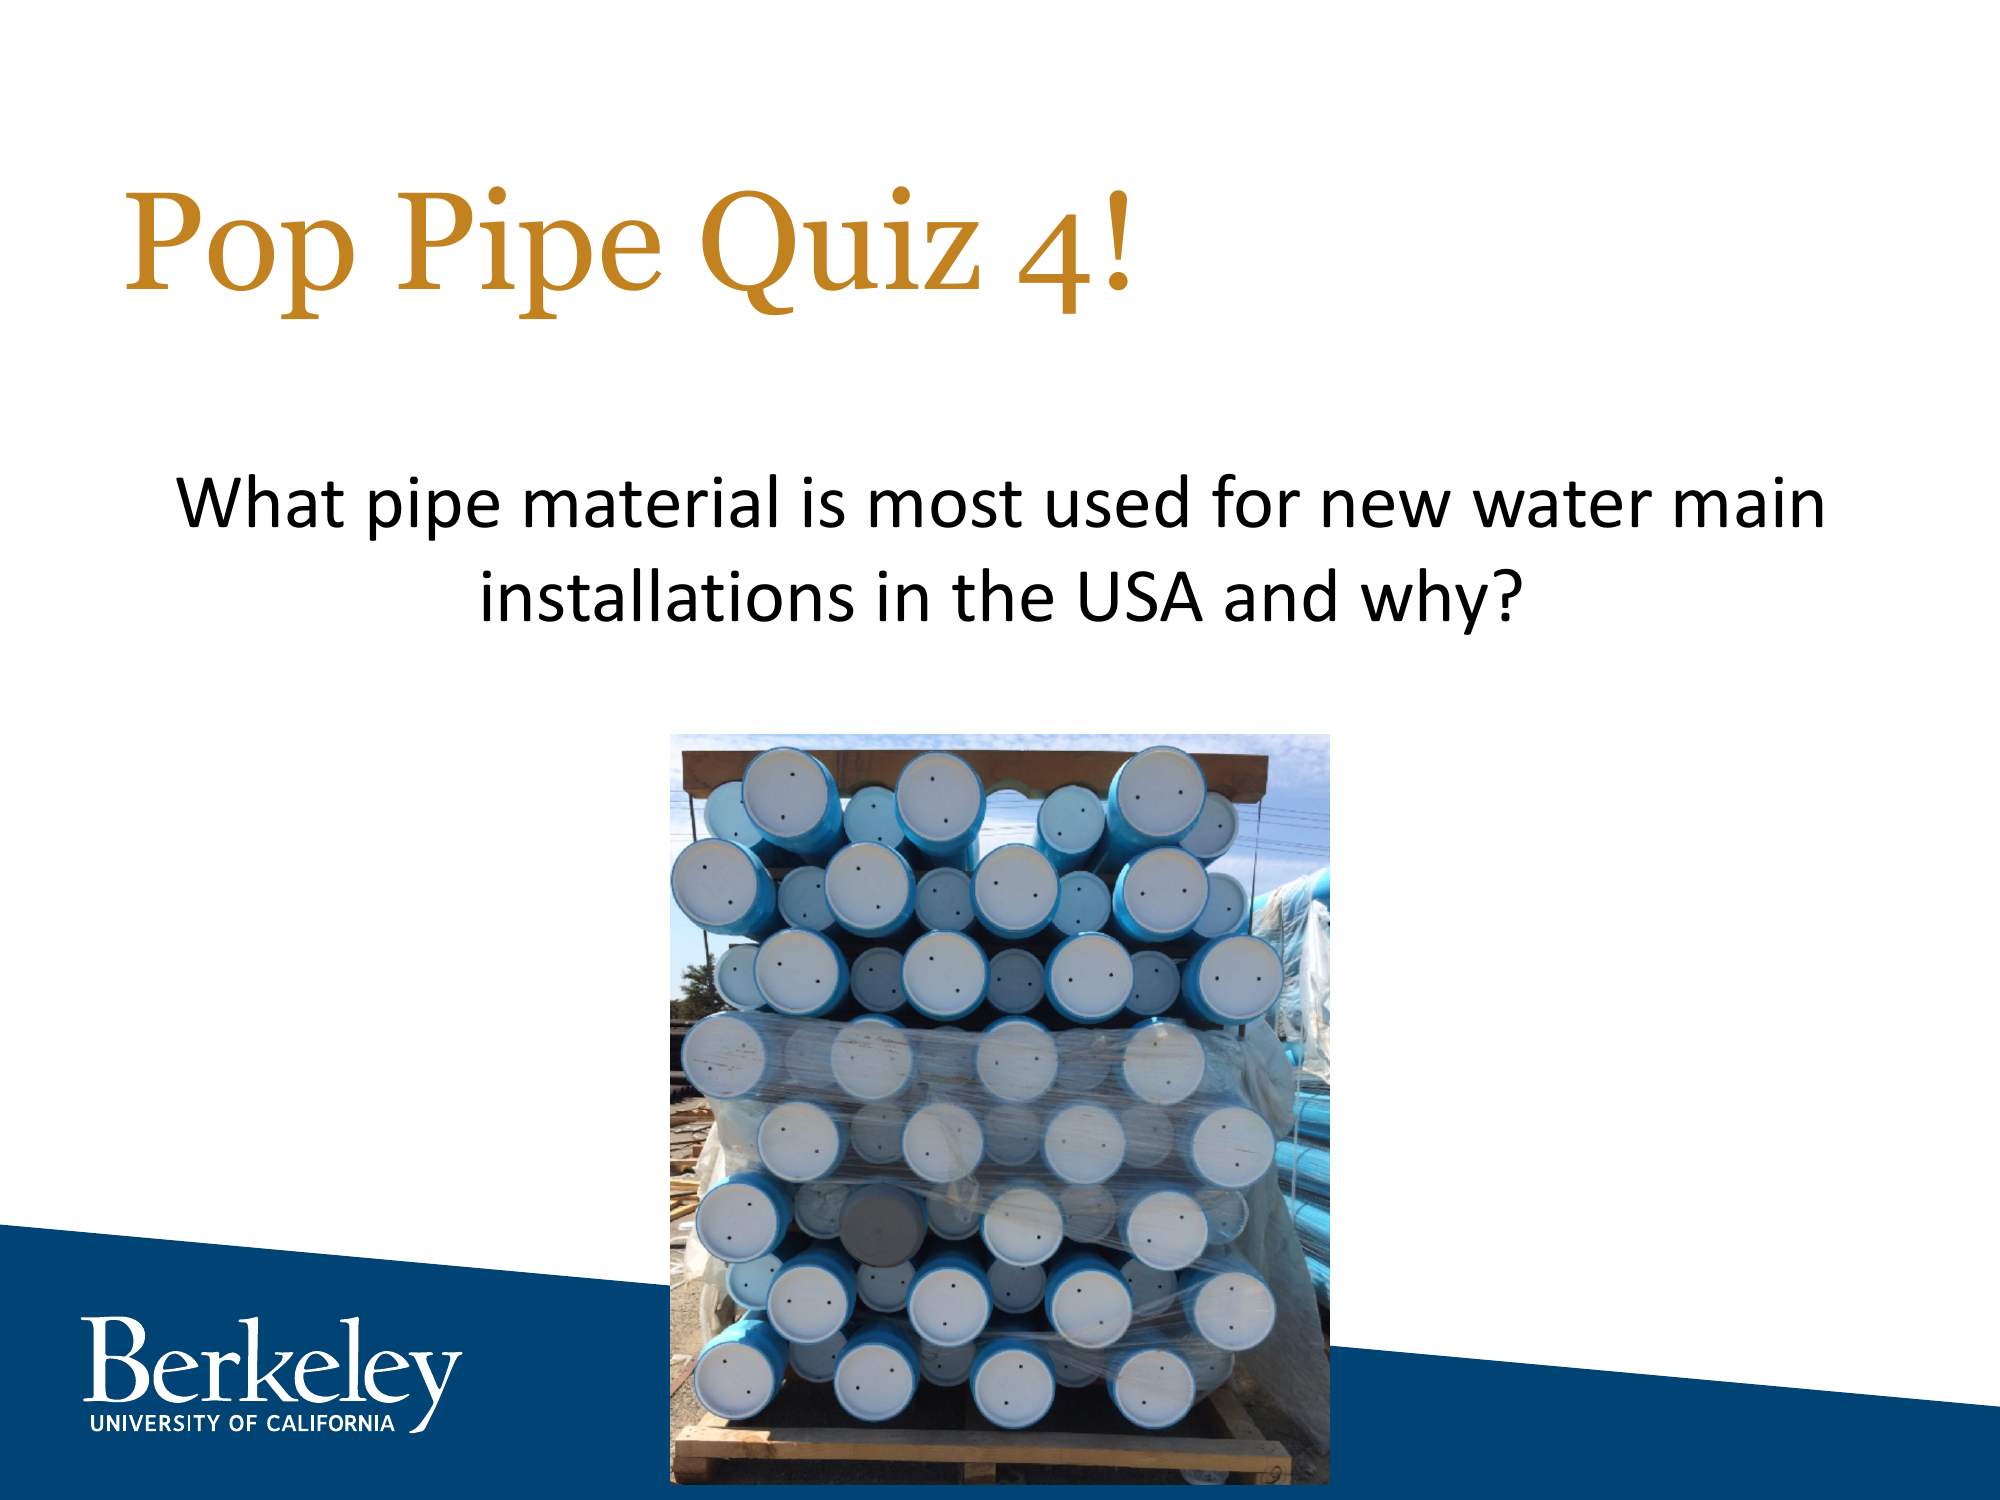 Pop Pipe Quiz 4!
What pipe material is most used for new water main
installations in the USA and why?
Berkeley
UNIVERSITY OF CALIFORNIA